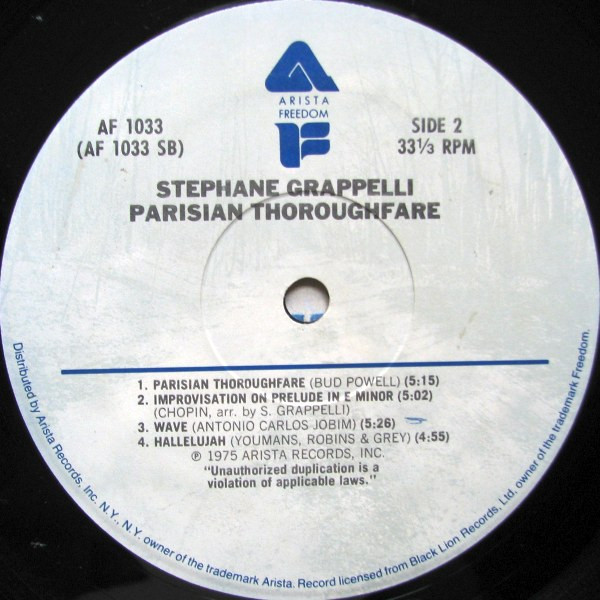 ARISTA
FREEDOM
AF 1033
(AF 1033 SB)
SIDE 2
33⅓ RPM
STEPHANE GRAPPELLI
PARISIAN THOROUGHFARE
1. PARISIAN THOROUGHFARE (BUD POWELL) (5:15)
2. IMPROVISATION ON PRELUDE IN E MINOR (5:02)
(CHOPIN, arr. by S. GRAPPELLI)
3. WAVE (ANTONIO CARLOS JOBIM) (5:26)
4. HALLELUJAH (YOUMANS, ROBINS & GREY) (4:55)
℗ 1975 ARISTA RECORDS, INC.
"Unauthorized duplication is a
violation of applicable laws."
Distributed by Arista Records, Inc. N.Y., N.Y. owner of the trademark Arista. Record licensed from Black Lion Records, Ltd. owner of the trademark Freedom.